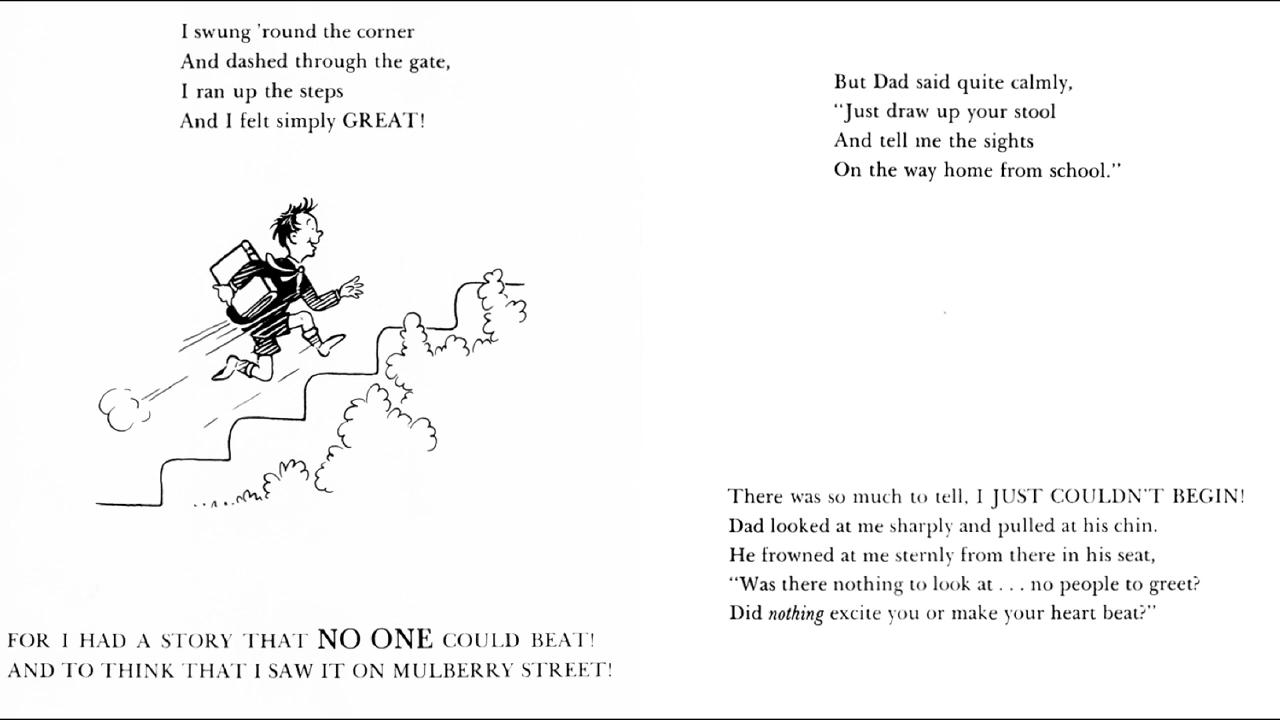 I swung 'round the corner
And dashed through the gate,
I ran up the steps
And I felt simply GREAT!
FOR I HAD A STORY THAT NO ONE COULD BEAT!
AND TO THINK THAT I SAW IT ON MULBERRY STREET!
But Dad said quite calmly,
“Just draw up your stool
And tell me the sights
On the way home from school.”
There was so much to tell, I JUST COULDN'T BEGIN!
Dad looked at me sharply and pulled at his chin.
He frowned at me sternly from there in his seat,
“Was there nothing to look at . . . no people to greet?
Did nothing excite you or make your heart beat?”